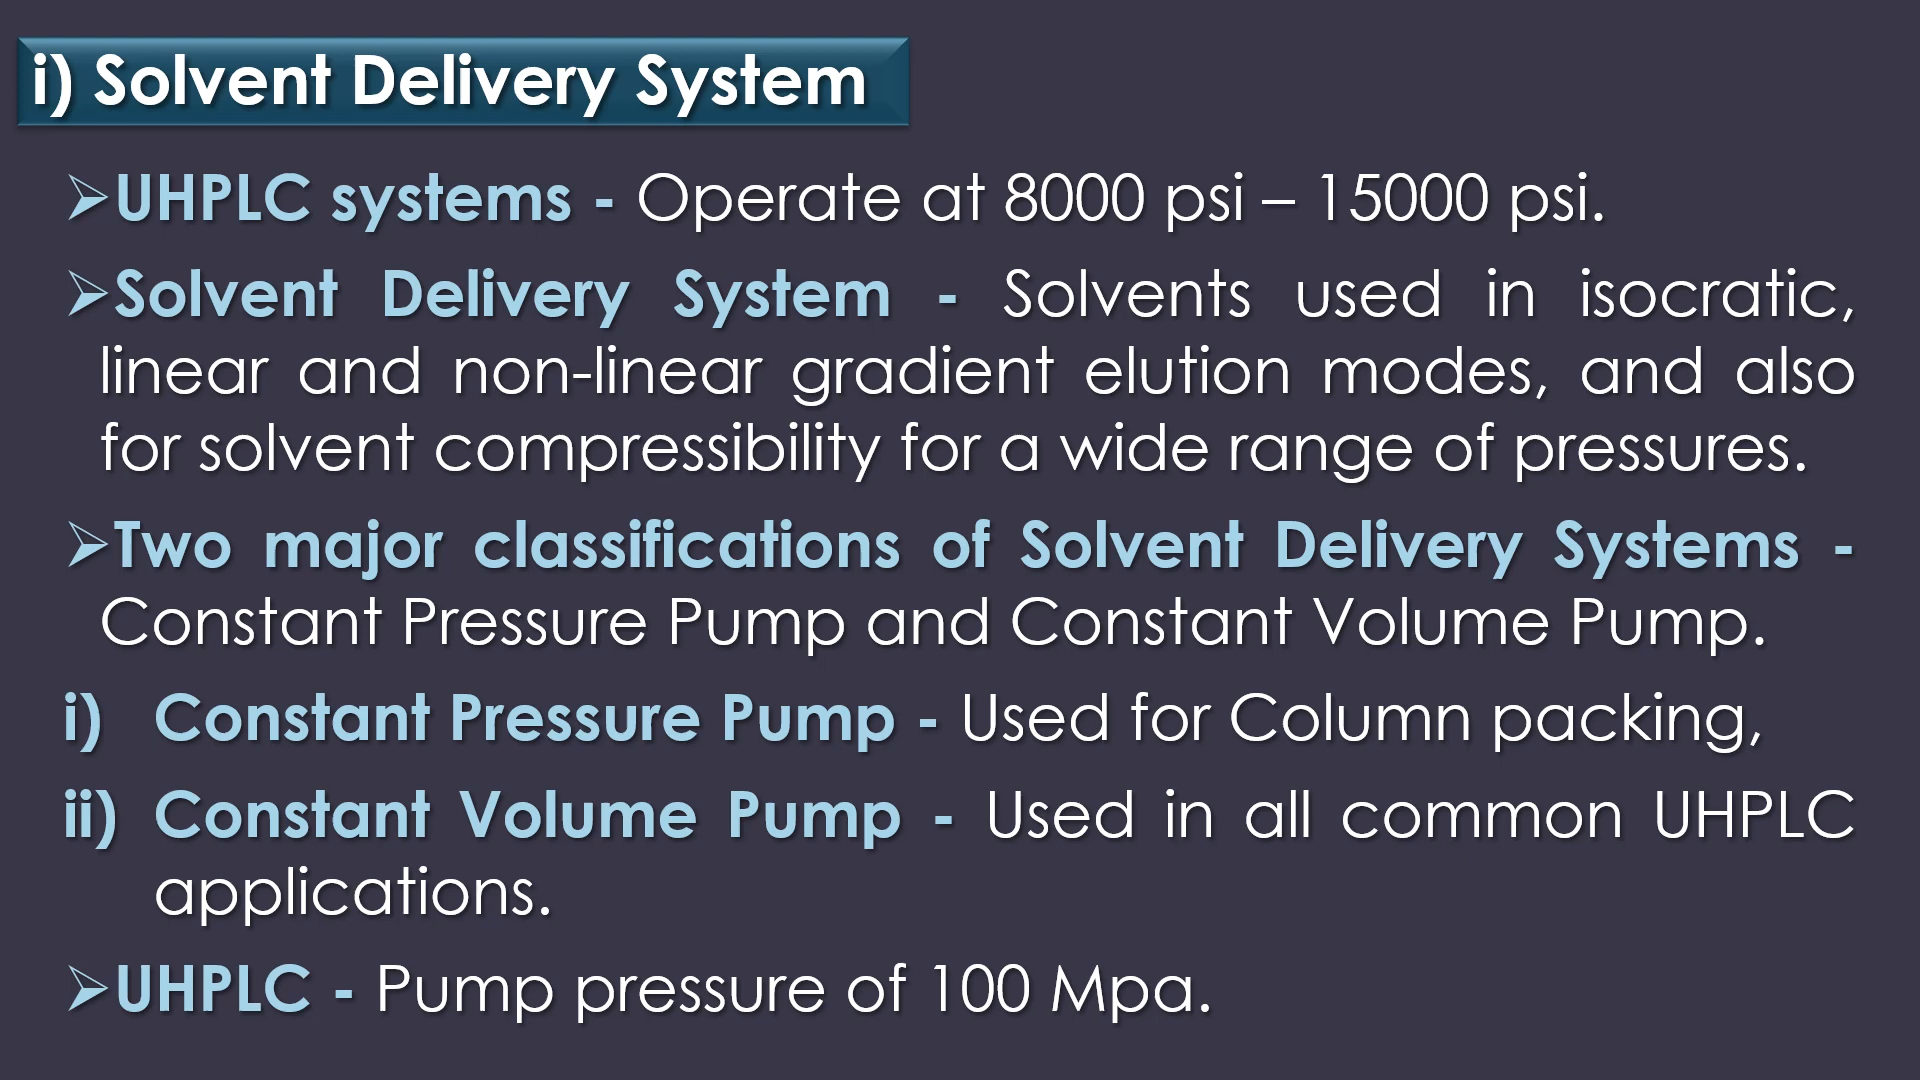 i) Solvent Delivery System
➢UHPLC systems - Operate at 8000 psi – 15000 psi.
➢Solvent Delivery System - Solvents used in isocratic,
linear and non-linear gradient elution modes, and also
for solvent compressibility for a wide range of pressures.
➢Two major classifications of Solvent Delivery Systems -
Constant Pressure Pump and Constant Volume Pump.
i) Constant Pressure Pump - Used for Column packing,
ii) Constant Volume Pump - Used in all common UHPLC
applications.
➢UHPLC - Pump pressure of 100 Mpa.